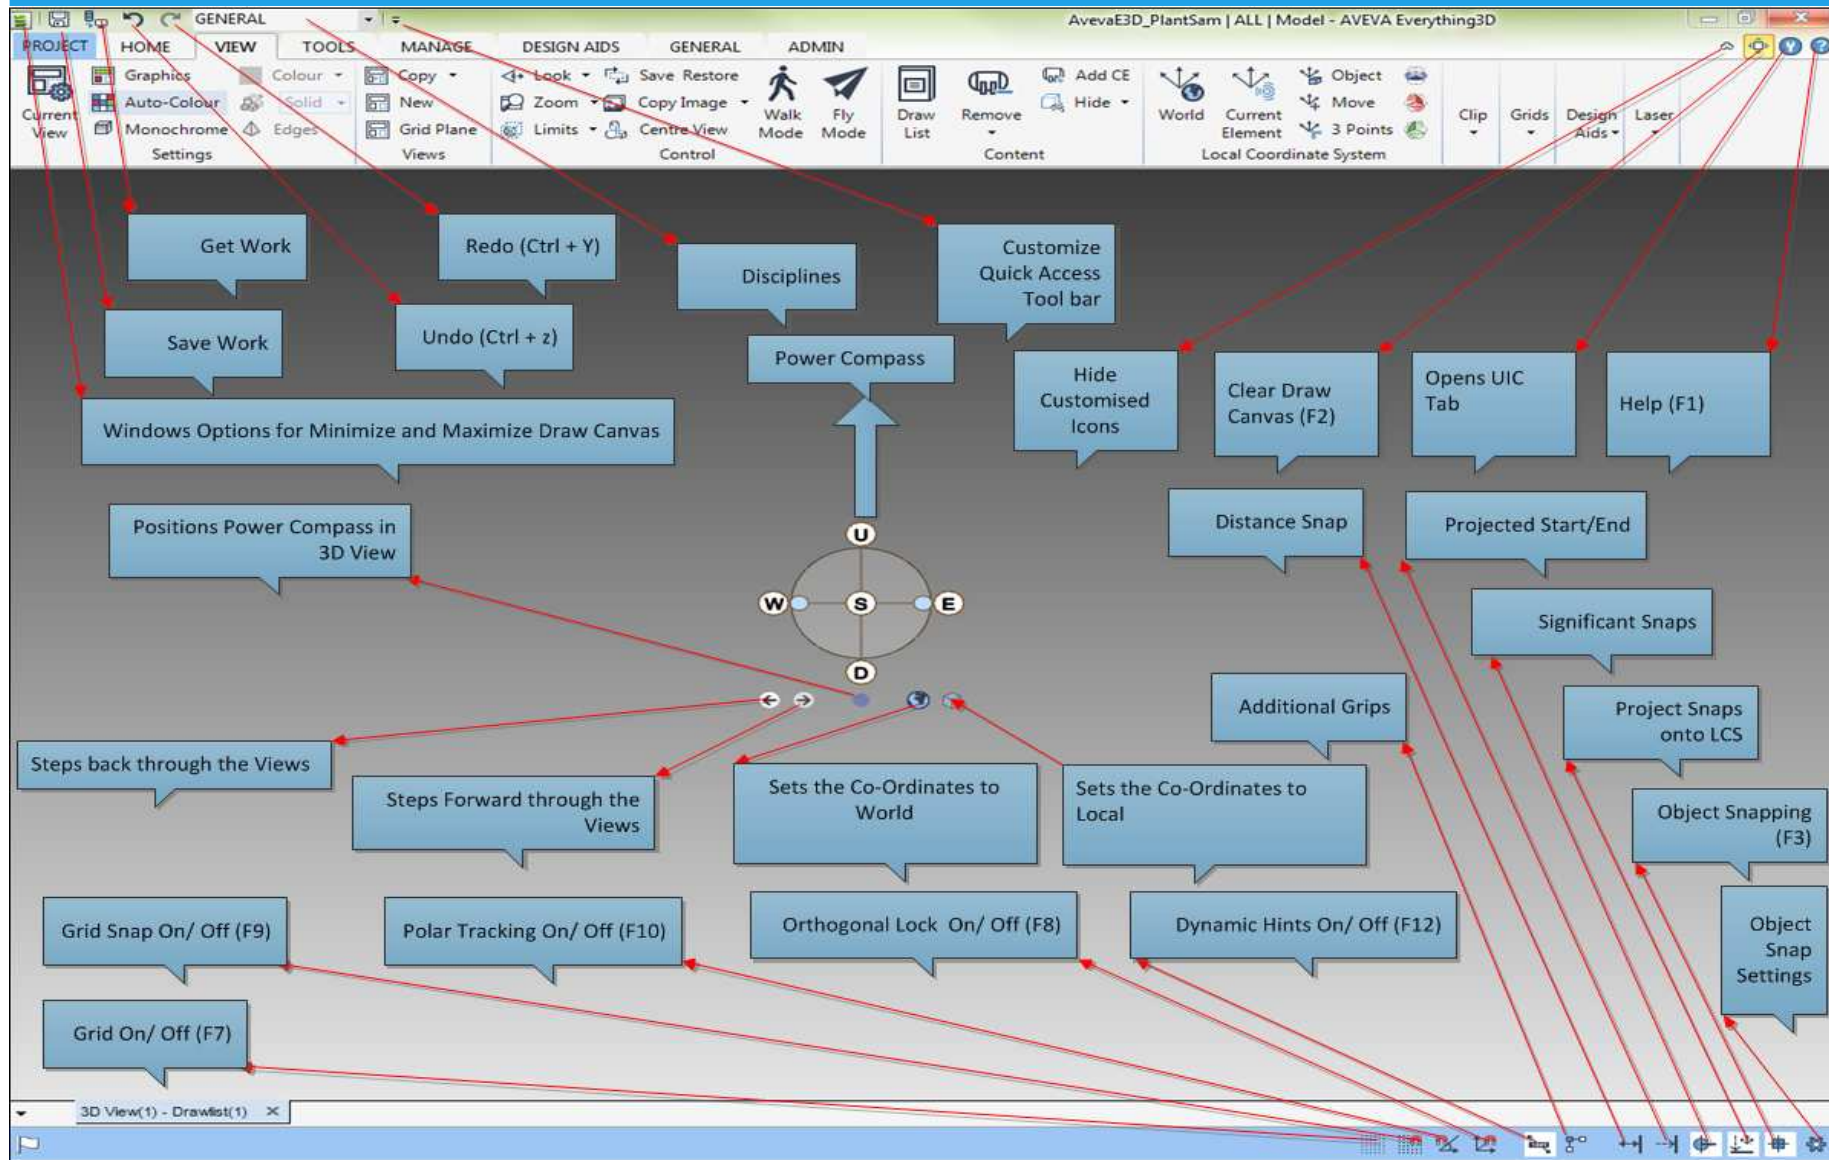 GENERAL
AvevaE3D_PlantSam | ALL | Model - AVEVA Everything3D
PROJECT HOME VIEW TOOLS MANAGE DESIGN AIDS GENERAL ADMIN
Current
View
Graphics
Auto-Colour
Monochrome
Colour
Solid
Edges
Settings
Copy
New
Grid Plane
Views
Look
Zoom
Limits
Save Restore
Copy Image
Centre View
Walk
Mode
Fly
Mode
Control
Draw
List
Remove
Add CE
Hide
Content
World
Current
Element
Object
Move
3 Points
Local Coordinate System
Clip
Grids
Design
Aids
Laser
Get Work
Redo (Ctrl + Y)
Disciplines
Customize
Quick Access
Tool bar
Save Work
Undo (Ctrl + z)
Power Compass
Hide
Customised
Icons
Clear Draw
Canvas (F2)
Opens UIC
Tab
Help (F1)
Windows Options for Minimize and Maximize Draw Canvas
Positions Power Compass in
3D View
Distance Snap
Projected Start/End
U
W S E
D
Significant Snaps
Additional Grips
Project Snaps
onto LCS
Steps back through the Views
Steps Forward through the
Views
Sets the Co-Ordinates to
World
Sets the Co-Ordinates to
Local
Object Snapping
(F3)
Grid Snap On/ Off (F9)
Polar Tracking On/ Off (F10)
Orthogonal Lock On/ Off (F8)
Dynamic Hints On/ Off (F12)
Object
Snap
Settings
Grid On/ Off (F7)
3D View(1) - Drawlist(1)